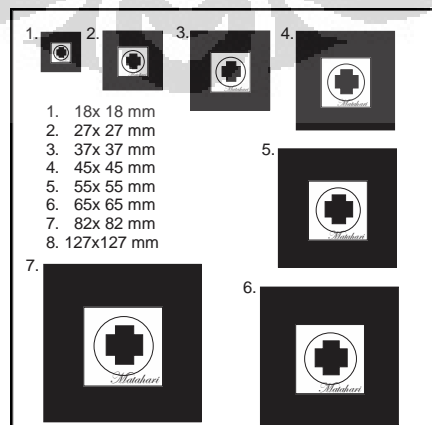 1.
2.
3.
4.
1. 18x 18 mm
2. 27x 27 mm
3. 37x 37 mm
4. 45x 45 mm
5. 55x 55 mm
6. 65x 65 mm
7. 82x 82 mm
8. 127x127 mm
Matahari
Matahari
5.
Matahari
7.
Matahari
6.
Matahari